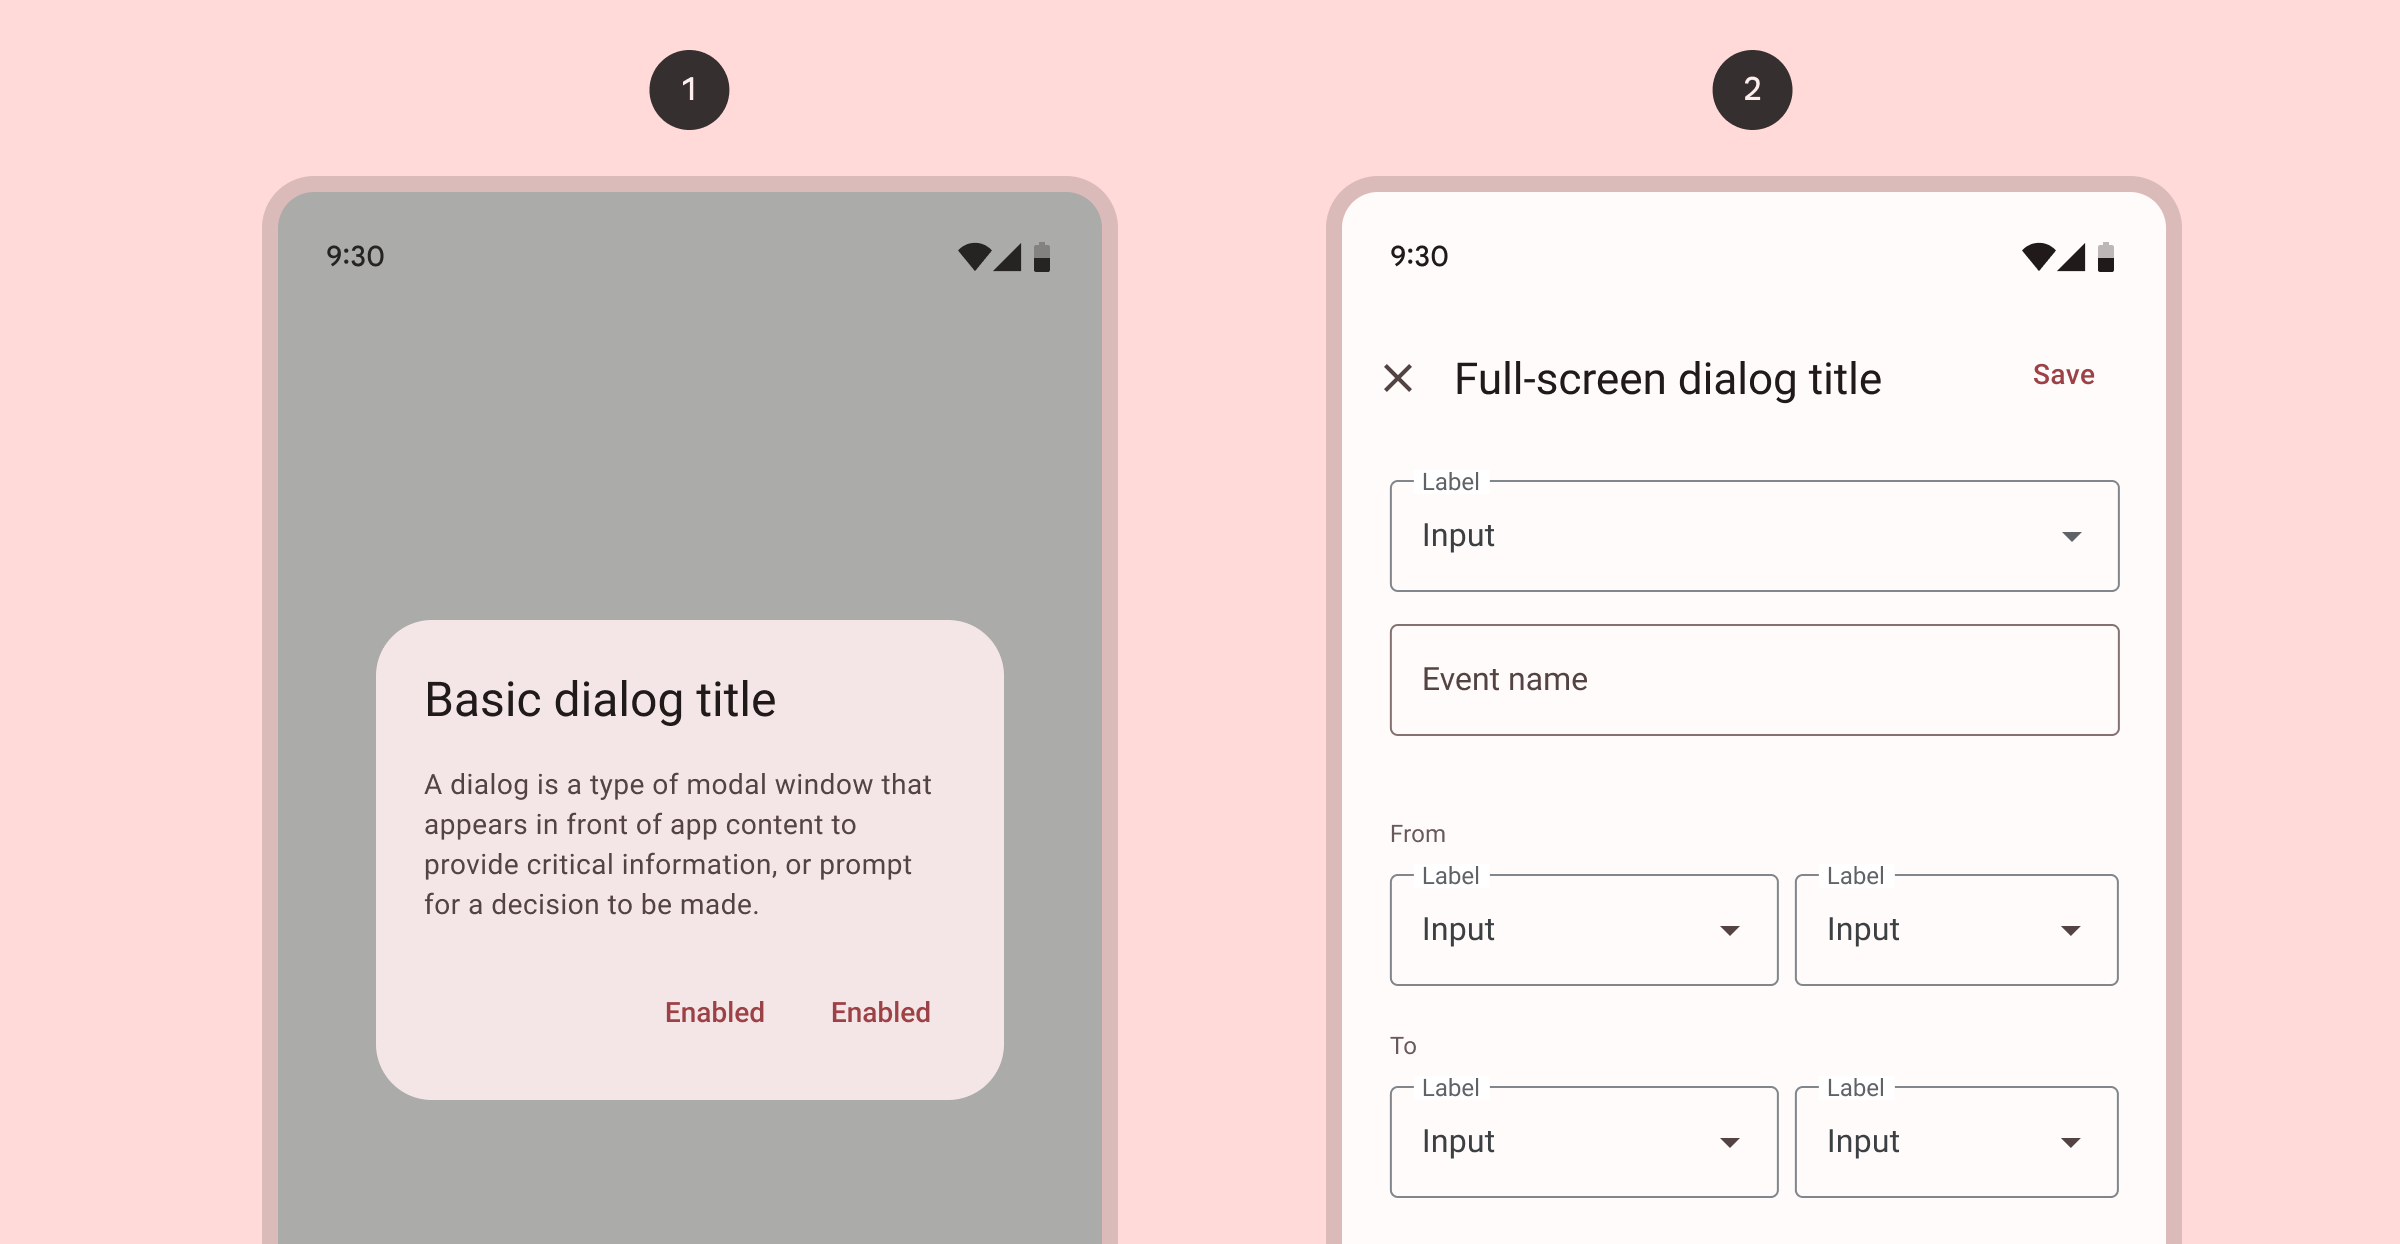 1
9:30
Basic dialog title
A dialog is a type of modal window that
appears in front of app content to
provide critical information, or prompt
for a decision to be made.
Enabled Enabled
2
9:30
Full-screen dialog title Save
Label
Input
Event name
From
Label Label
Input Input
To
Label Label
Input Input